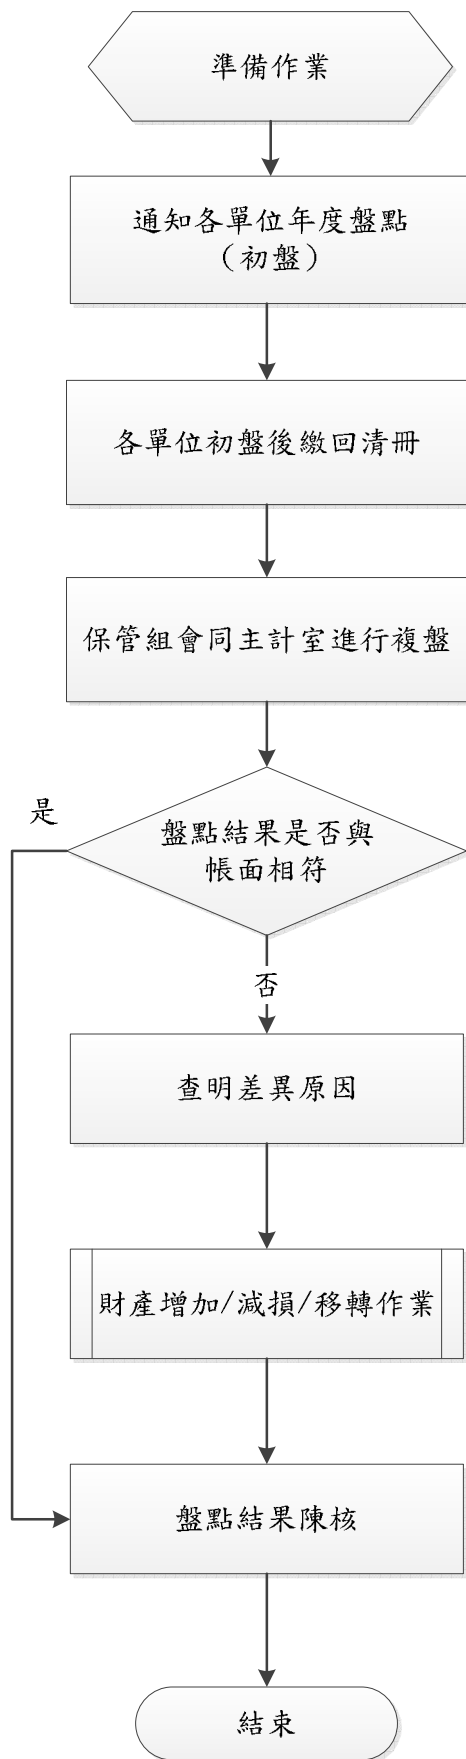 準備作業
通知各單位年度盤點
（初盤）
各單位初盤後繳回清冊
保管組會同主計室進行複盤
是
盤點結果是否與
帳面相符
否
查明差異原因
財產增加/減損/移轉作業
盤點結果陳核
結束